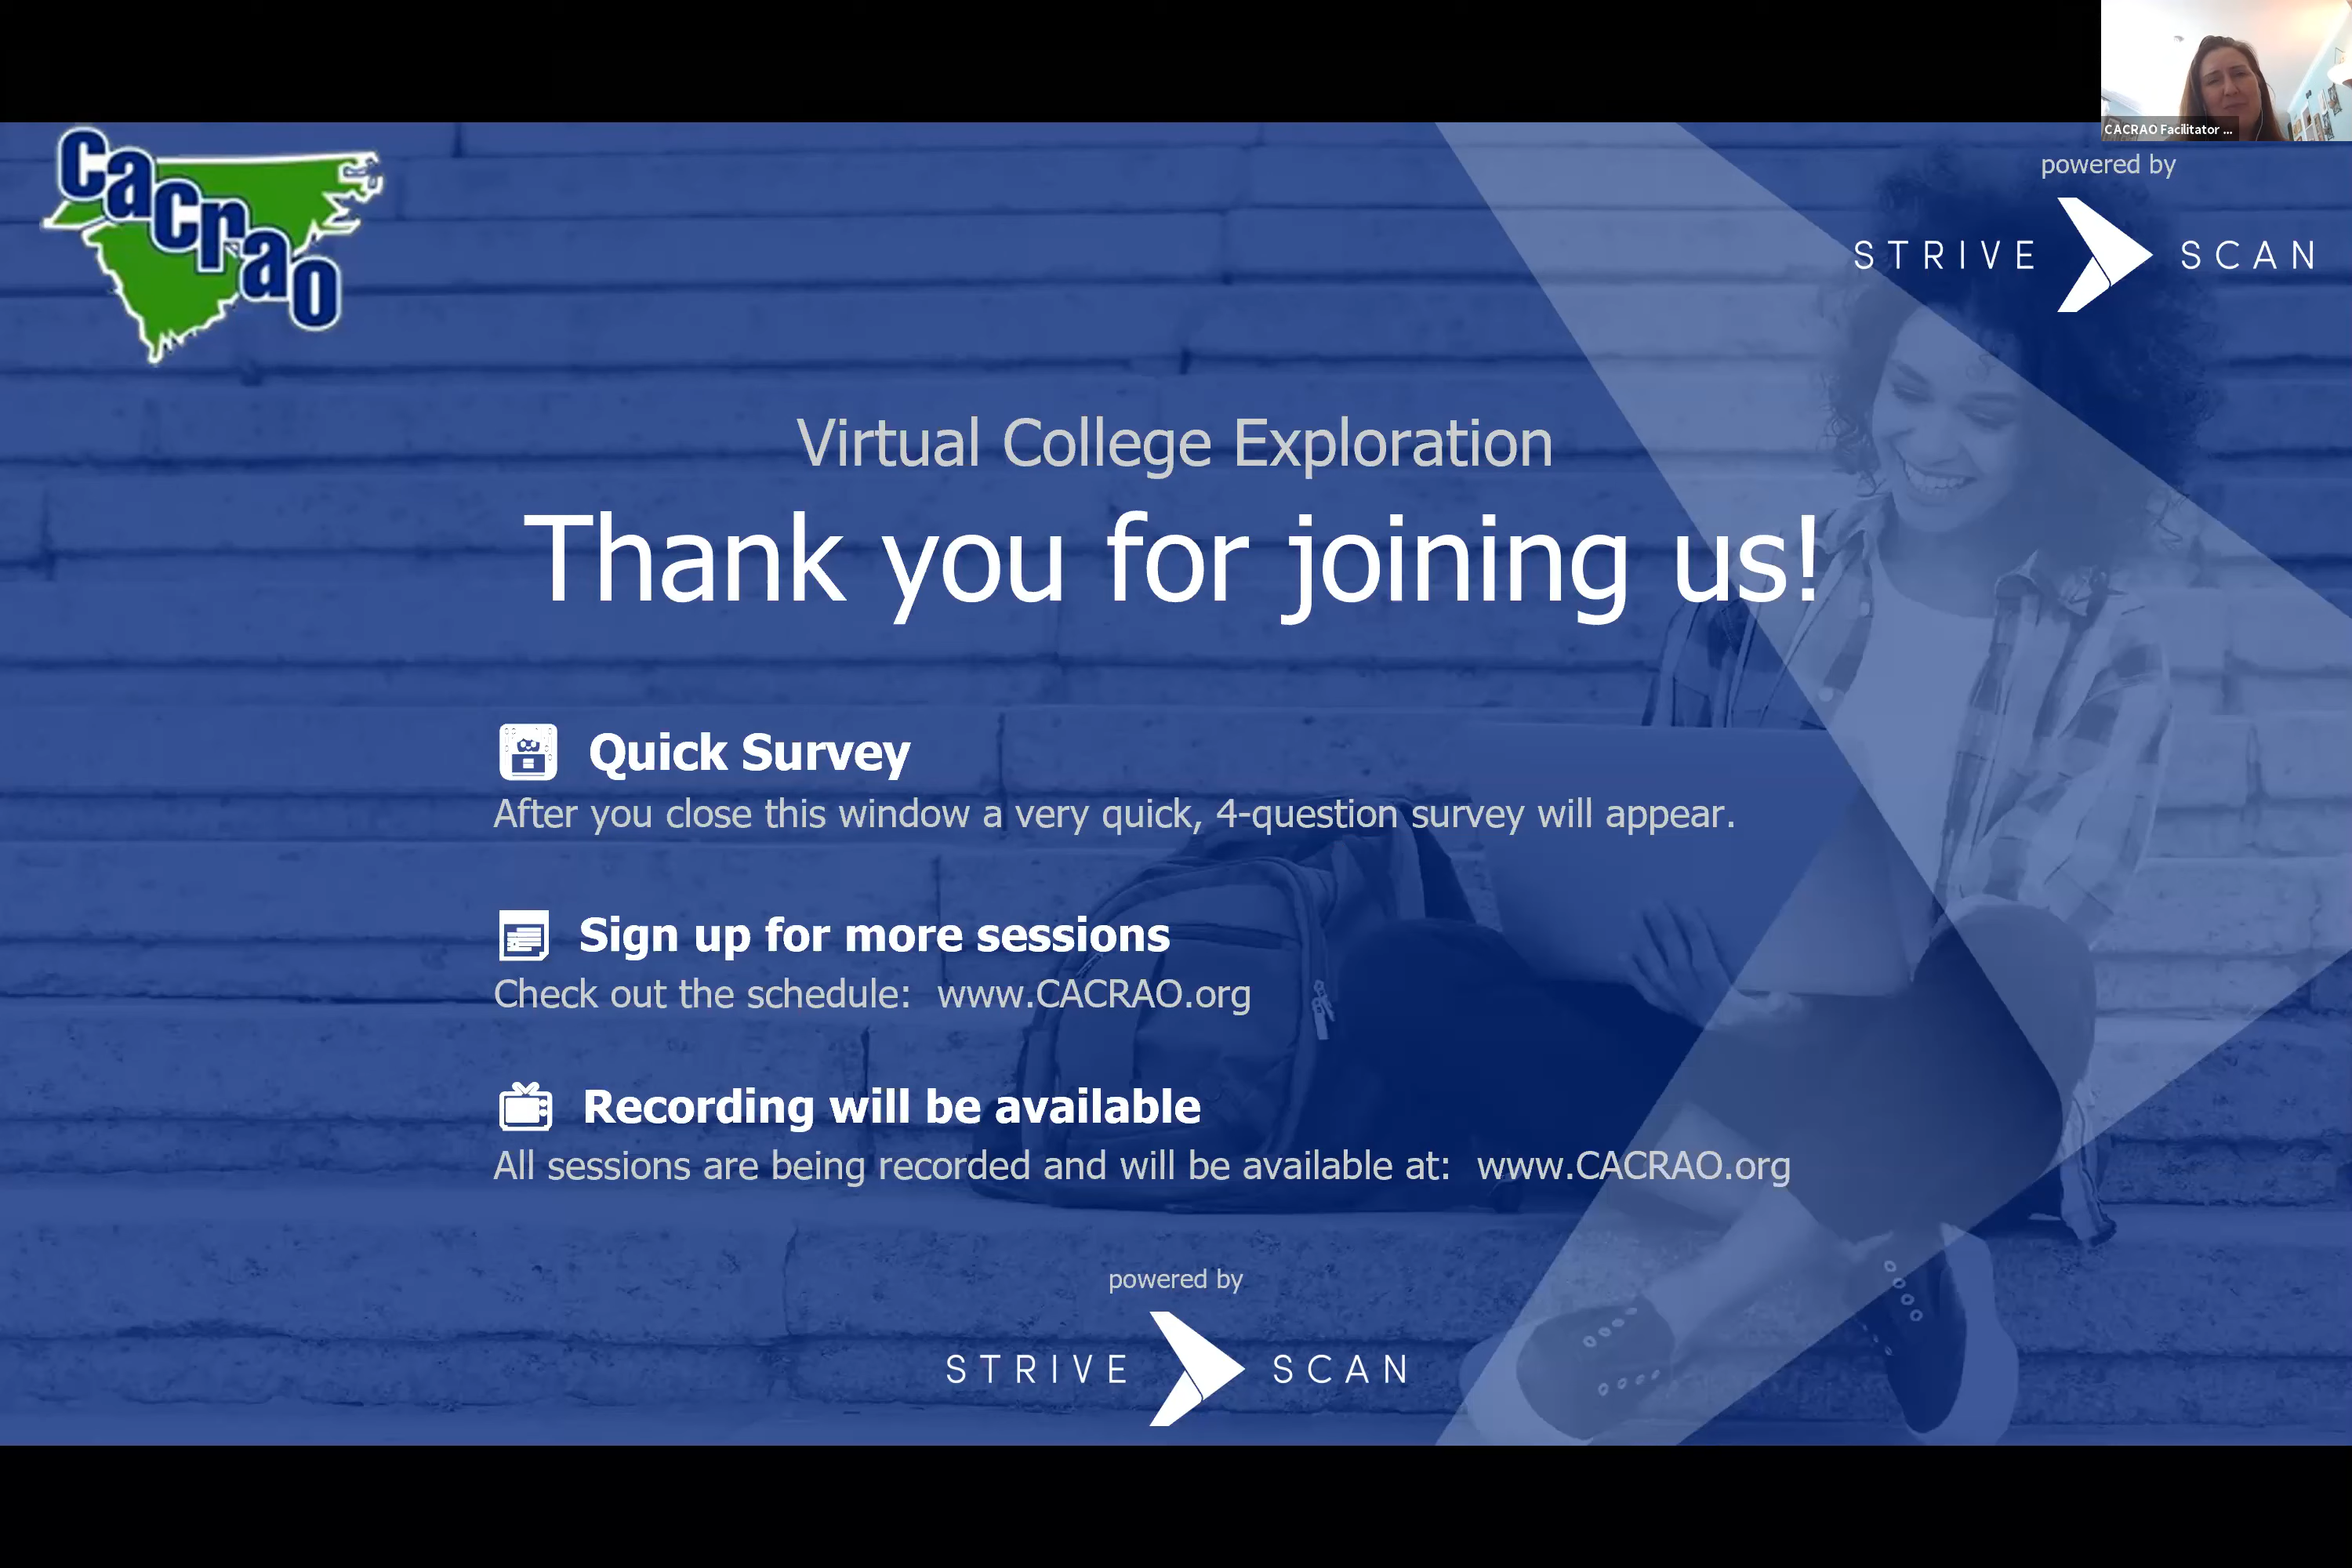 CACRAO Facilitator ...
cacrao
powered by
STRIVE SCAN
Virtual College Exploration
Thank you for joining us!
Quick Survey
After you close this window a very quick, 4-question survey will appear.
Sign up for more sessions
Check out the schedule: www.CACRAO.org
Recording will be available
All sessions are being recorded and will be available at: www.CACRAO.org
powered by
STRIVE SCAN